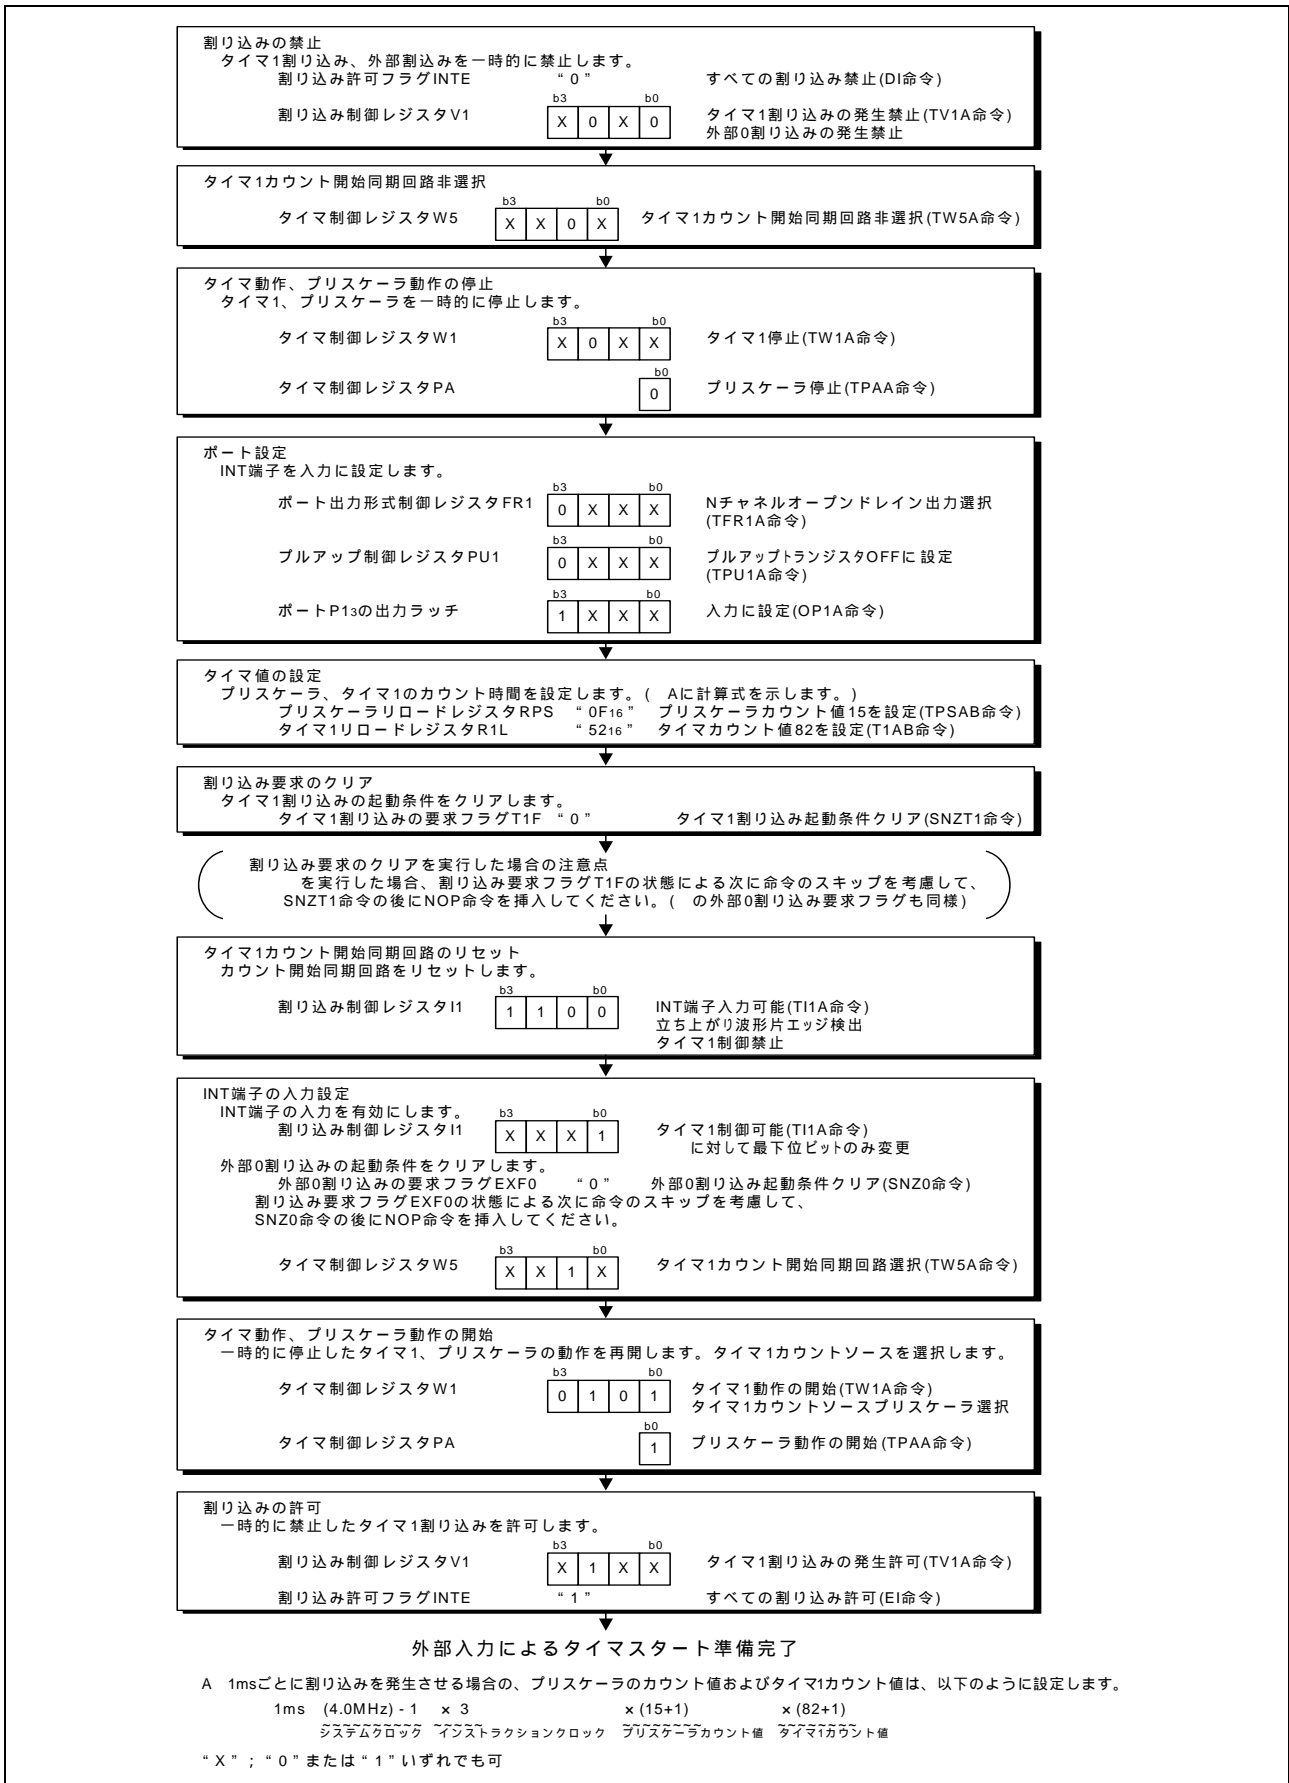 割り込みの禁止
タイマ1割り込み、外部割込みを一時的に禁止します。
割り込み許可フラグINTE “0” すべての割り込み禁止(DI命令)
b3 b0
割り込み制御レジスタV1 X 0 X 0 タイマ1割り込みの発生禁止(TV1A命令)
外部0割り込みの発生禁止
タイマ1カウント開始同期回路非選択
b3 b0
タイマ制御レジスタW5 X X 0 X タイマ1カウント開始同期回路非選択(TW5A命令)
タイマ動作、プリスケーラ動作の停止
タイマ1、プリスケーラを一時的に停止します。
b3 b0
タイマ制御レジスタW1 X 0 X X タイマ1停止(TW1A命令)
b0
タイマ制御レジスタPA 0 プリスケーラ停止(TPAA命令)
ポート設定
INT端子を入力に設定します。
b3 b0
ポート出力形式制御レジスタFR1 0 X X X Nチャネルオープンドレイン出力選択
(TFR1A命令)
b3 b0
プルアップ制御レジスタPU1 0 X X X プルアップトランジスタOFFに設定
(TPU1A命令)
b3 b0
ポートP13の出力ラッチ 1 X X X 入力に設定(OP1A命令)
タイマ値の設定
プリスケーラ、タイマ1のカウント時間を設定します。( Aに計算式を示します。)
プリスケーラリロードレジスタRPS “0F16” プリスケーラカウント値15を設定(TPSAB命令)
タイマ1リロードレジスタR1L “5216” タイマカウント値82を設定(T1AB命令)
割り込み要求のクリア
タイマ1割り込みの起動条件をクリアします。
タイマ1割り込みの要求フラグT1F “0” タイマ1割り込み起動条件クリア(SNZT1命令)
割り込み要求のクリアを実行した場合の注意点
を実行した場合、割り込み要求フラグT1Fの状態による次に命令のスキップを考慮して、
SNZT1命令の後にNOP命令を挿入してください。( の外部0割り込み要求フラグも同様)
タイマ1カウント開始同期回路のリセット
カウント開始同期回路をリセットします。
b3 b0
割り込み制御レジスタI1 1 1 0 0 INT端子入力可能(TI1A命令)
立ち上がり波形片エッジ検出
タイマ1制御禁止
INT端子の入力設定
INT端子の入力を有効にします。
b3 b0
割り込み制御レジスタI1 X X X 1 タイマ1制御可能(TI1A命令)
に対して最下位ビットのみ変更
外部0割り込みの起動条件をクリアします。
外部0割り込みの要求フラグEXF0 “0” 外部0割り込み起動条件クリア(SNZ0命令)
割り込み要求フラグEXF0の状態による次に命令のスキップを考慮して、
SNZ0命令の後にNOP命令を挿入してください。
b3 b0
タイマ制御レジスタW5 X X 1 X タイマ1カウント開始同期回路選択(TW5A命令)
タイマ動作、プリスケーラ動作の開始
一時的に停止したタイマ1、プリスケーラの動作を再開します。タイマ1カウントソースを選択します。
b3 b0
タイマ制御レジスタW1 0 1 0 1 タイマ1動作の開始(TW1A命令)
タイマ1カウントソースプリスケーラ選択
b0
タイマ制御レジスタPA 1 プリスケーラ動作の開始(TPAA命令)
割り込みの許可
一時的に禁止したタイマ1割り込みを許可します。
b3 b0
割り込み制御レジスタV1 X 1 X X タイマ1割り込みの発生許可(TV1A命令)
割り込み許可フラグINTE “1” すべての割り込み許可(EI命令)
外部入力によるタイマスタート準備完了
A 1msごとに割り込みを発生させる場合の、プリスケーラのカウント値およびタイマ1カウント値は、以下のように設定します。
1ms (4.0MHz) - 1 × 3 × (15+1) × (82+1)
システムクロック インストラクションクロック プリスケーラカウント値 タイマ1カウント値
“X”;“0”または“1”いずれでも可